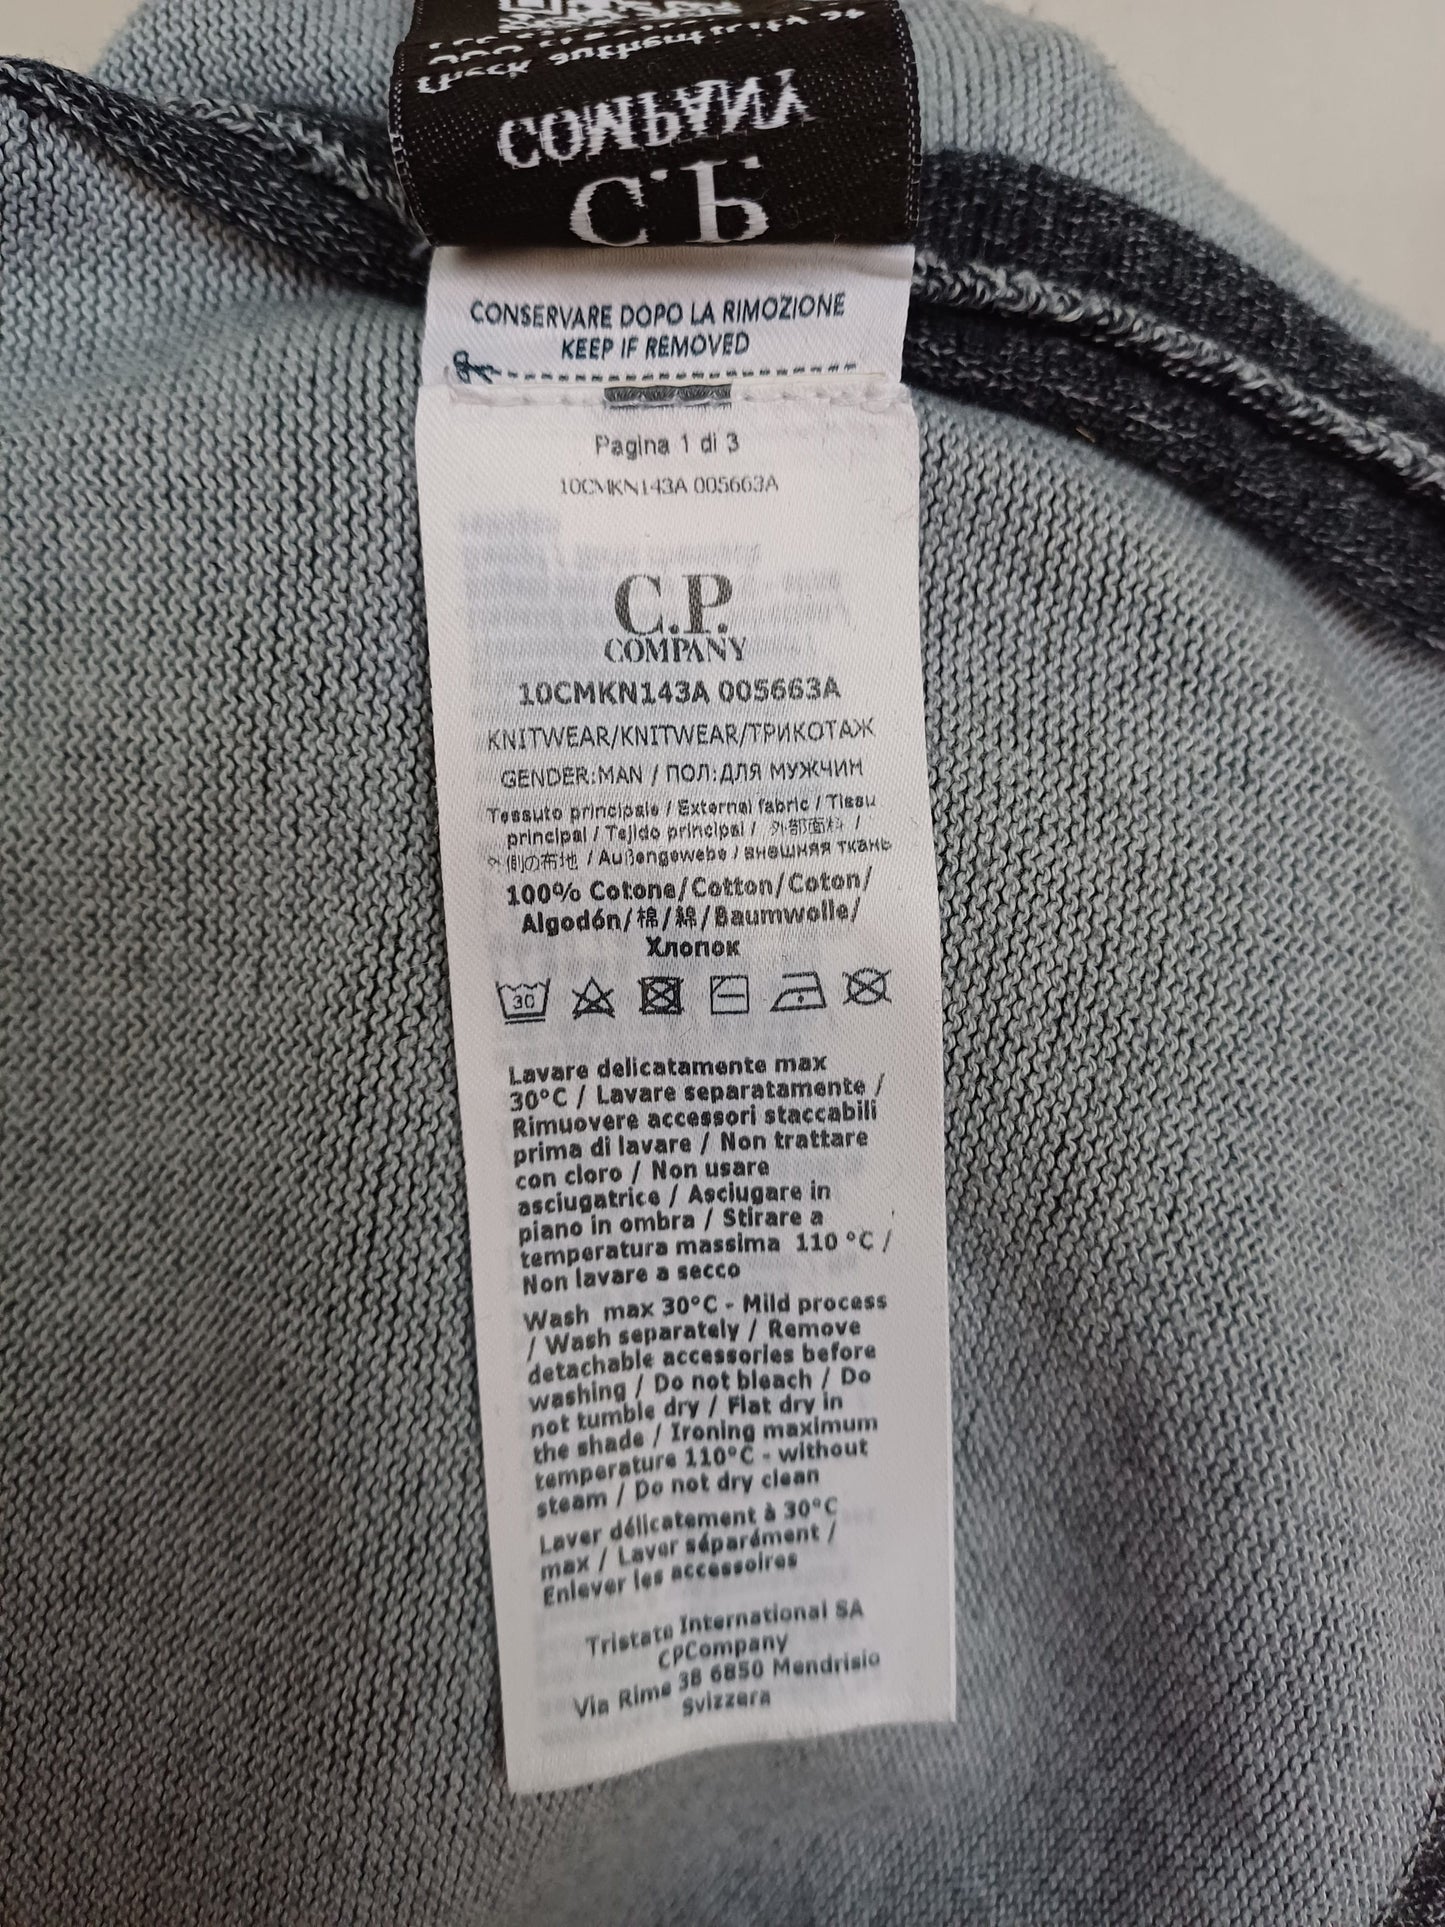 Check authenticity at
COMPANY
C.P.
CONSERVARE DOPO LA RIMOZIONE
KEEP IF REMOVED
Pagina 1 di 3
10CMKN143A 005663A
C.P.
COMPANY
10CMKN143A 005663A
KNITWEAR/KNITWEAR/ТРИКОТАЖ
GENDER:MAN / ПОЛ:ДЛЯ МУЖЧИН
Tessuto principale / External fabric / Tissu
principal / Tejido principal / 外部面料 /
外側の布地 / Außengewebe / внешняя ткань
100% Cotone/Cotton/Coton/
Algodón/棉/綿/Baumwolle/
Хлопок
30
Lavare delicatamente max
30°C / Lavare separatamente /
Rimuovere accessori staccabili
prima di lavare / Non trattare
con cloro / Non usare
asciugatrice / Asciugare in
piano in ombra / Stirare a
temperatura massima 110 °C /
Non lavare a secco
Wash max 30°C - Mild process
/ Wash separately / Remove
detachable accessories before
washing / Do not bleach / Do
not tumble dry / Flat dry in
the shade / Ironing maximum
temperature 110°C - without
steam / Do not dry clean
Laver délicatement à 30°C
max / Laver séparément /
Enlever les accessoires
Tristate International SA
CPCompany
Via Rime 38 6850 Mendrisio
Svizzera